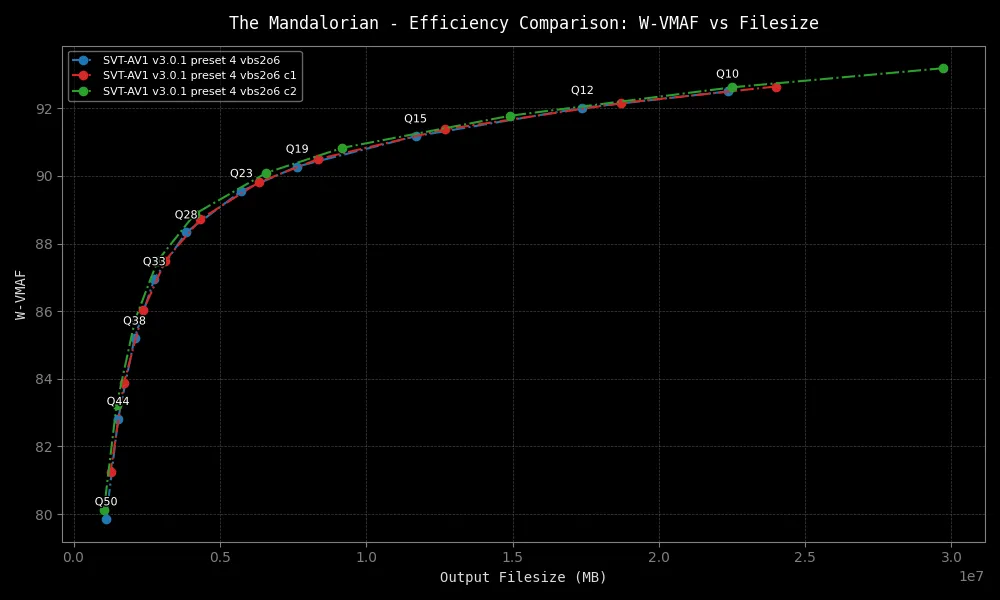 The Mandalorian - Efficiency Comparison: W-VMAF vs Filesize
SVT-AV1 v3.0.1 preset 4 vbs2o6
SVT-AV1 v3.0.1 preset 4 vbs2o6 c1
SVT-AV1 v3.0.1 preset 4 vbs2o6 c2
W-VMAF
92
90
88
86
84
82
80
Q10
Q12
Q15
Q19
Q23
Q28
Q33
Q38
Q44
Q50
0.0
0.5
1.0
1.5
2.0
2.5
3.0
1e7
Output Filesize (MB)